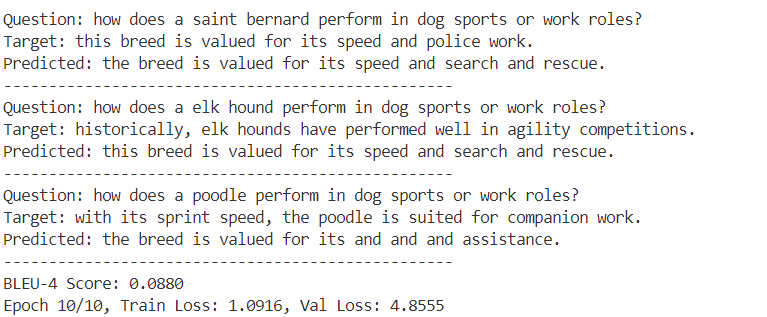 Question: how does a saint bernard perform in dog sports or work roles?
Target: this breed is valued for its speed and police work.
Predicted: the breed is valued for its speed and search and rescue.
--------------------------------------------------
Question: how does a elk hound perform in dog sports or work roles?
Target: historically, elk hounds have performed well in agility competitions.
Predicted: this breed is valued for its speed and search and rescue.
--------------------------------------------------
Question: how does a poodle perform in dog sports or work roles?
Target: with its sprint speed, the poodle is suited for companion work.
Predicted: the breed is valued for its and and and assistance.
--------------------------------------------------
BLEU-4 Score: 0.0880
Epoch 10/10, Train Loss: 1.0916, Val Loss: 4.8555